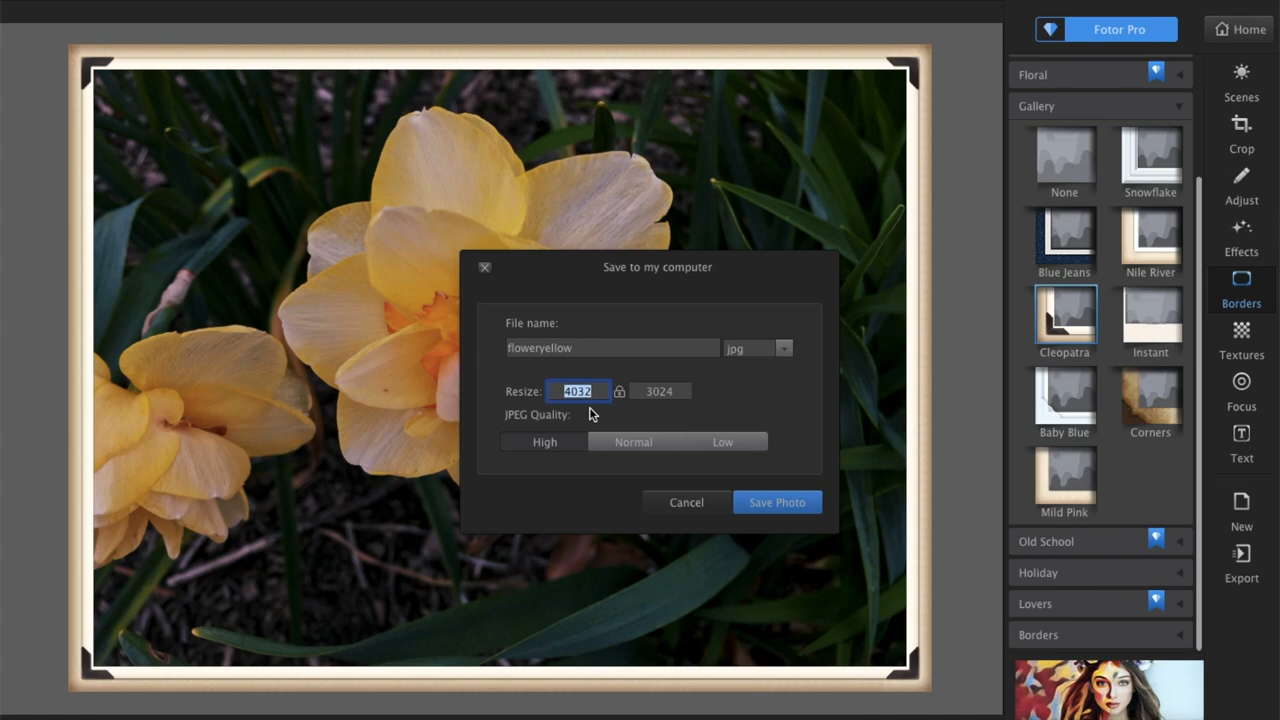 Fotor Pro
Home
Floral
Gallery
None
Snowflake
Blue Jeans
Nile River
Cleopatra
Instant
Baby Blue
Corners
Mild Pink
Old School
Holiday
Lovers
Borders
Scenes
Crop
Adjust
Effects
Borders
Textures
Focus
Text
New
Export
Save to my computer
File name:
floweryellow jpg
Resize: 4032 3024
JPEG Quality:
High Normal Low
Cancel Save Photo